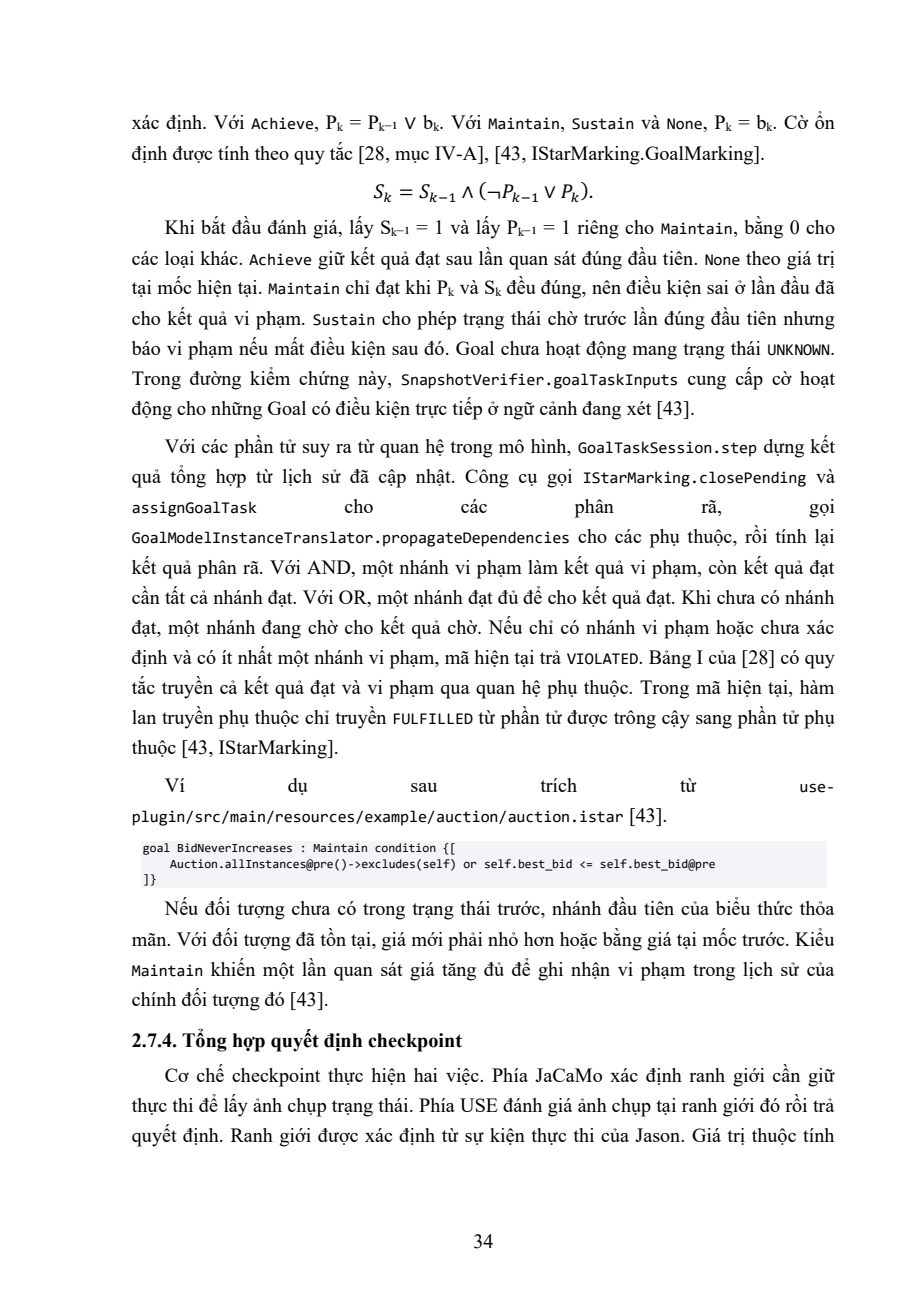 xác định. Với Achieve, Pk = Pk−1 ∨ bk. Với Maintain, Sustain và None, Pk = bk. Cờ ổn
định được tính theo quy tắc [28, mục IV-A], [43, IStarMarking.GoalMarking].
𝑆𝑘 = 𝑆𝑘−1 ∧ (¬𝑃𝑘−1 ∨ 𝑃𝑘).
Khi bắt đầu đánh giá, lấy Sk−1 = 1 và lấy Pk−1 = 1 riêng cho Maintain, bằng 0 cho
các loại khác. Achieve giữ kết quả đạt sau lần quan sát đúng đầu tiên. None theo giá trị
tại mốc hiện tại. Maintain chỉ đạt khi Pk và Sk đều đúng, nên điều kiện sai ở lần đầu đã
cho kết quả vi phạm. Sustain cho phép trạng thái chờ trước lần đúng đầu tiên nhưng
báo vi phạm nếu mất điều kiện sau đó. Goal chưa hoạt động mang trạng thái UNKNOWN.
Trong đường kiểm chứng này, SnapshotVerifier.goalTaskInputs cung cấp cờ hoạt
động cho những Goal có điều kiện trực tiếp ở ngữ cảnh đang xét [43].
Với các phần tử suy ra từ quan hệ trong mô hình, GoalTaskSession.step dựng kết
quả tổng hợp từ lịch sử đã cập nhật. Công cụ gọi IStarMarking.closePending và
assignGoalTask cho các phân rã, gọi
GoalModelInstanceTranslator.propagateDependencies cho các phụ thuộc, rồi tính lại
kết quả phân rã. Với AND, một nhánh vi phạm làm kết quả vi phạm, còn kết quả đạt
cần tất cả nhánh đạt. Với OR, một nhánh đạt đủ để cho kết quả đạt. Khi chưa có nhánh
đạt, một nhánh đang chờ cho kết quả chờ. Nếu chỉ có nhánh vi phạm hoặc chưa xác
định và có ít nhất một nhánh vi phạm, mã hiện tại trả VIOLATED. Bảng I của [28] có quy
tắc truyền cả kết quả đạt và vi phạm qua quan hệ phụ thuộc. Trong mã hiện tại, hàm
lan truyền phụ thuộc chỉ truyền FULFILLED từ phần tử được trông cậy sang phần tử phụ
thuộc [43, IStarMarking].
Ví dụ sau trích từ use-
plugin/src/main/resources/example/auction/auction.istar [43].
goal BidNeverIncreases : Maintain condition {[
Auction.allInstances@pre()->excludes(self) or self.best_bid <= self.best_bid@pre
]}
Nếu đối tượng chưa có trong trạng thái trước, nhánh đầu tiên của biểu thức thỏa
mãn. Với đối tượng đã tồn tại, giá mới phải nhỏ hơn hoặc bằng giá tại mốc trước. Kiểu
Maintain khiến một lần quan sát giá tăng đủ để ghi nhận vi phạm trong lịch sử của
chính đối tượng đó [43].
2.7.4. Tổng hợp quyết định checkpoint
Cơ chế checkpoint thực hiện hai việc. Phía JaCaMo xác định ranh giới cần giữ
thực thi để lấy ảnh chụp trạng thái. Phía USE đánh giá ảnh chụp tại ranh giới đó rồi trả
quyết định. Ranh giới được xác định từ sự kiện thực thi của Jason. Giá trị thuộc tính
34